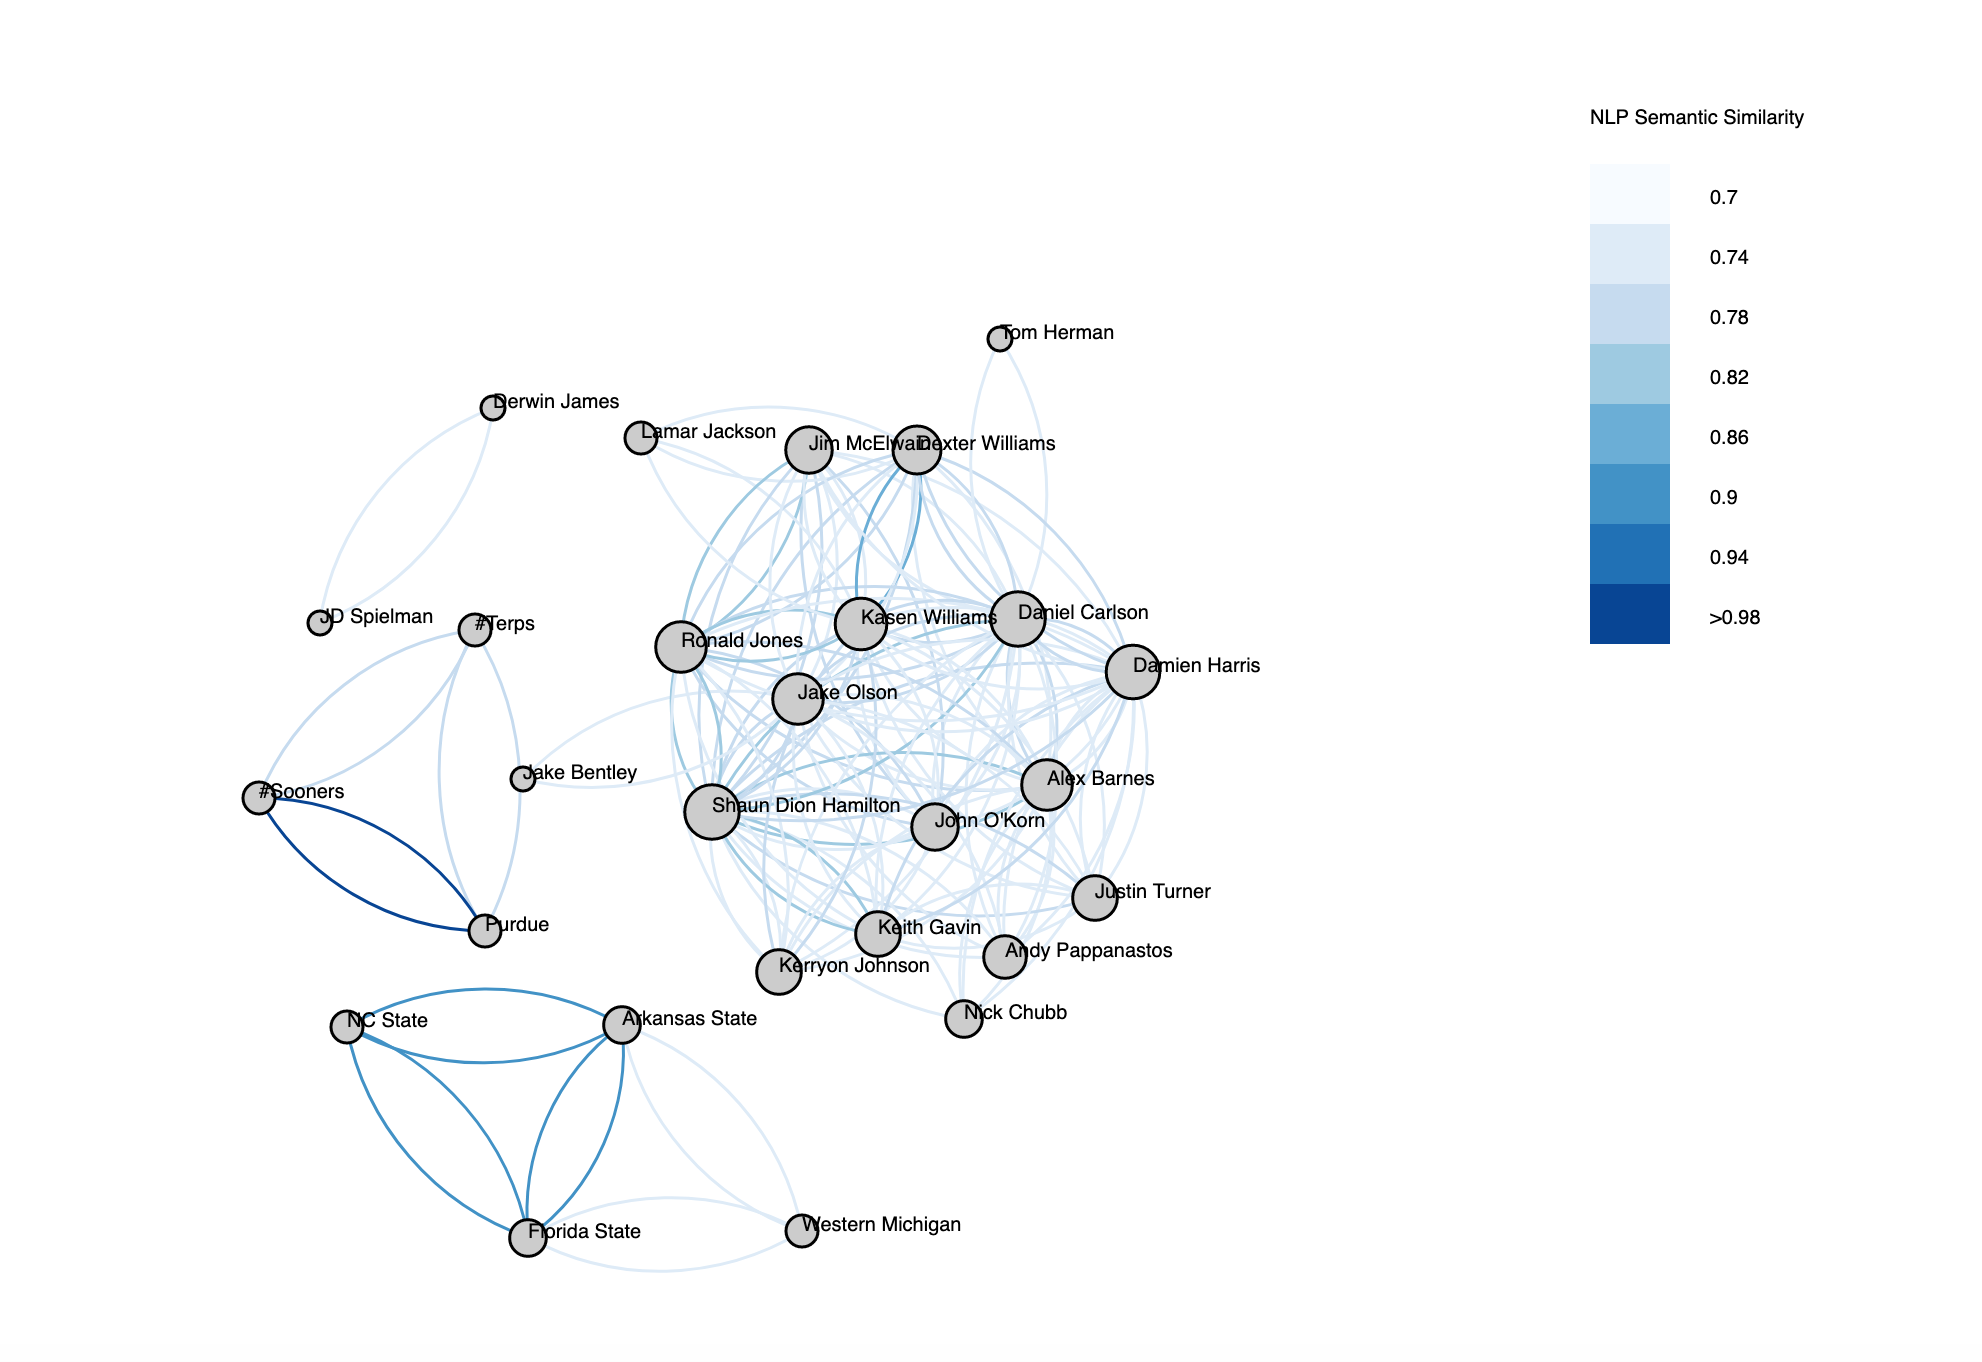 NLP Semantic Similarity
0.7
0.74
0.78
0.82
0.86
0.9
0.94
>0.98
Tom Herman
Derwin James
Lamar Jackson
Jim McElwain
Dexter Williams
JD Spielman
#Terps
Ronald Jones
Kasen Williams
Daniel Carlson
Damien Harris
Jake Olson
Jake Bentley
#Sooners
Shaun Dion Hamilton
Alex Barnes
John O'Korn
Justin Turner
Purdue
Keith Gavin
Andy Pappanastos
Kerryon Johnson
Nick Chubb
NC State
Arkansas State
Florida State
Western Michigan